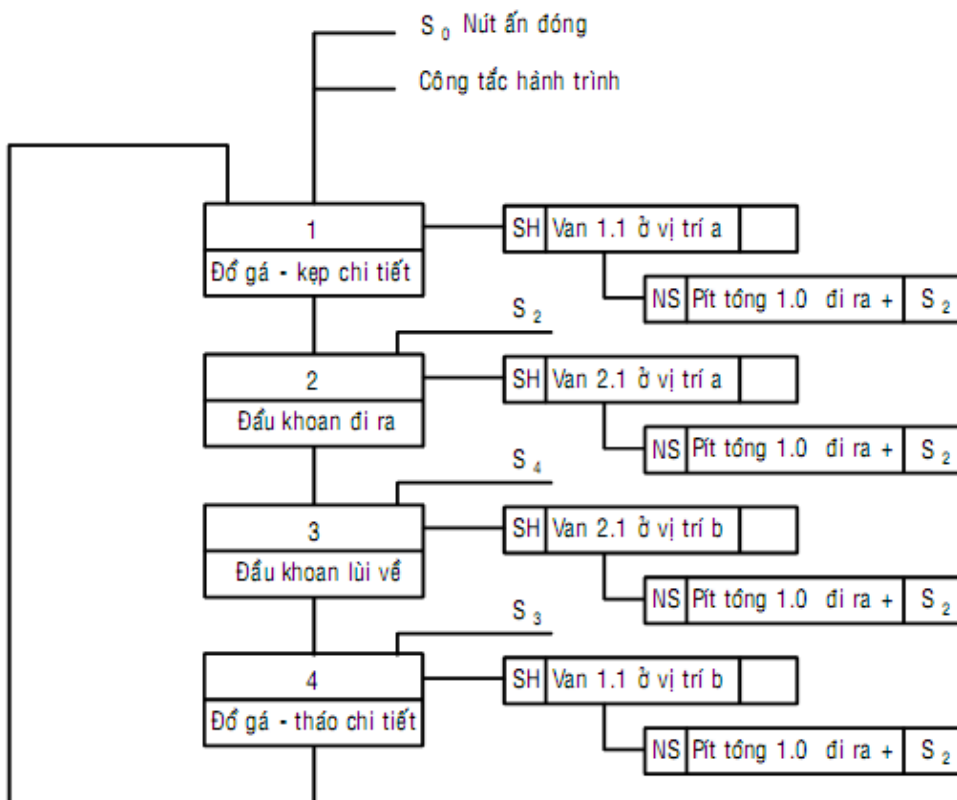 S 0 Nút ấn đóng
Công tắc hành trình
1
Đồ gá - kẹp chi tiết
SH Van 1.1 ở vị trí a
NS Pít tông 1.0 đi ra + S 2
S 2
2
Đầu khoan đi ra
SH Van 2.1 ở vị trí a
NS Pít tông 1.0 đi ra + S 2
S 4
3
Đầu khoan lùi về
SH Van 2.1 ở vị trí b
NS Pít tông 1.0 đi ra + S 2
S 3
4
Đồ gá - tháo chi tiết
SH Van 1.1 ở vị trí b
NS Pít tông 1.0 đi ra + S 2